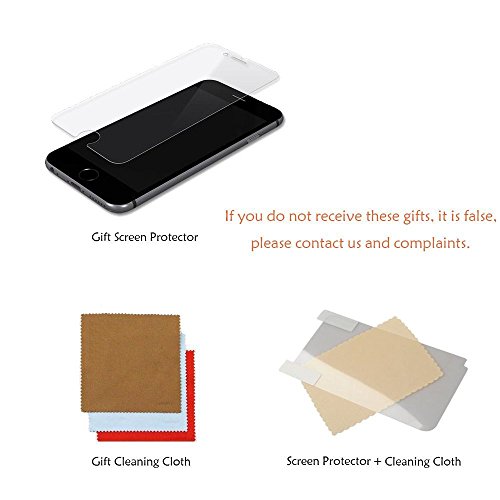 Gift Screen Protector
If you do not receive these gifts, it is false,
please contact us and complaints.
Gift Cleaning Cloth
Screen Protector + Cleaning Cloth